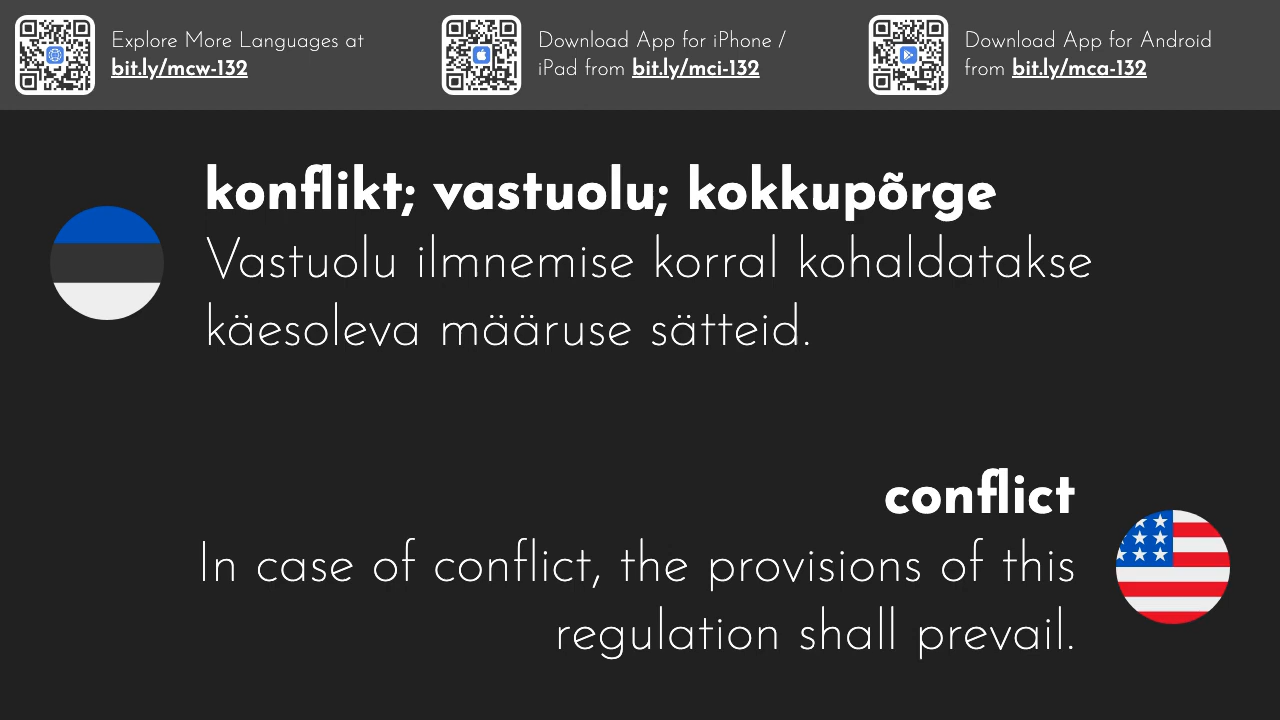 Explore More Languages at
bit.ly/mcw-132
Download App for iPhone /
iPad from bit.ly/mci-132
Download App for Android
from bit.ly/mca-132
konflikt; vastuolu; kokkupõrge
Vastuolu ilmnemise korral kohaldatakse
käesoleva määruse sätteid.
conflict
In case of conflict, the provisions of this
regulation shall prevail.